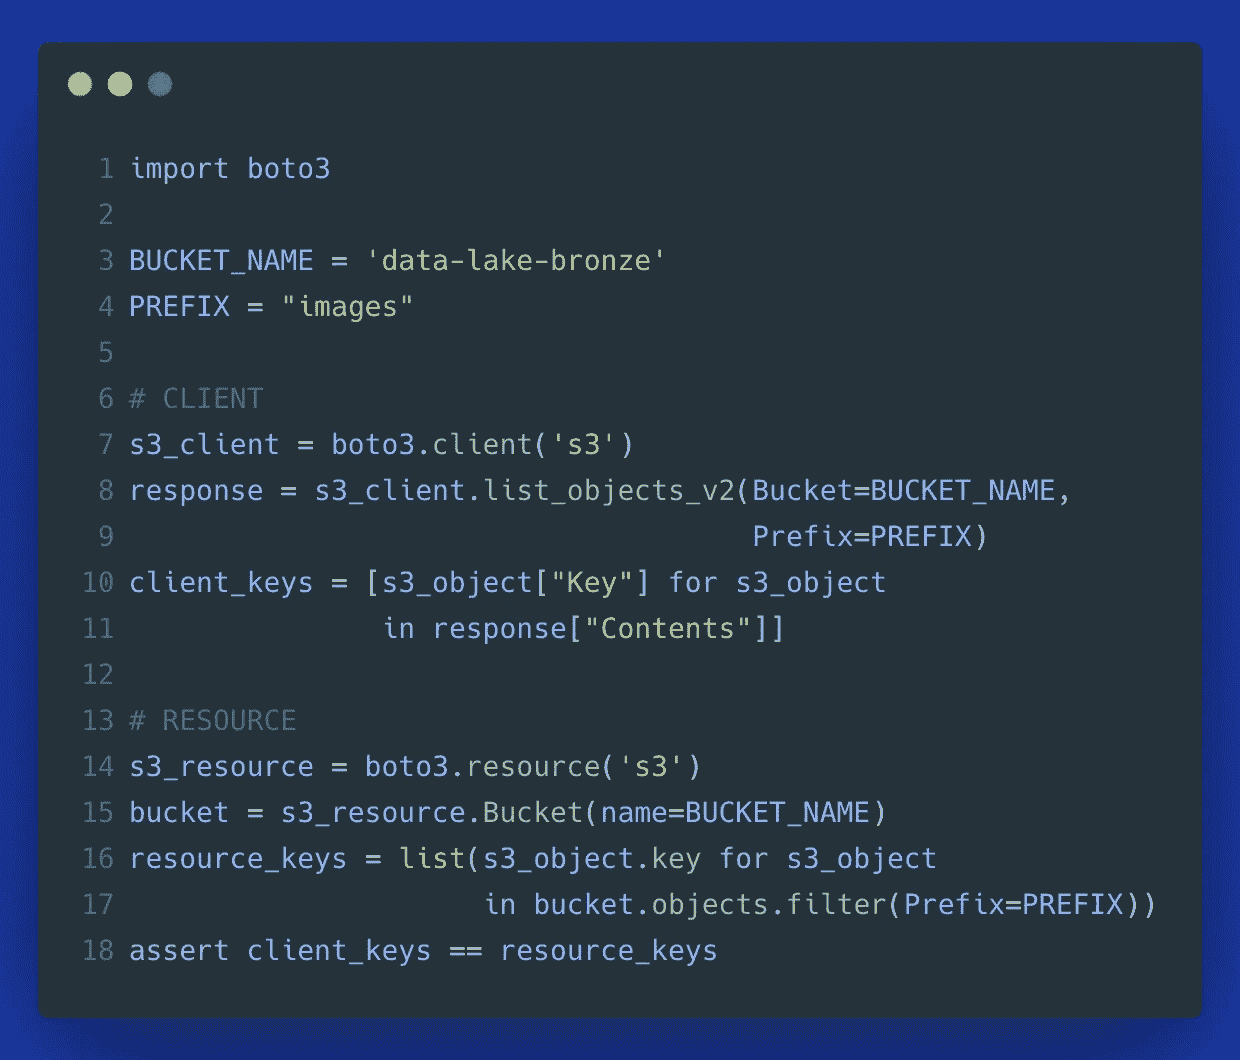 1 import boto3
2
3 BUCKET_NAME = 'data-lake-bronze'
4 PREFIX = "images"
5
6 # CLIENT
7 s3_client = boto3.client('s3')
8 response = s3_client.list_objects_v2(Bucket=BUCKET_NAME,
9                                      Prefix=PREFIX)
10 client_keys = [s3_object["Key"] for s3_object
11                in response["Contents"]]
12
13 # RESOURCE
14 s3_resource = boto3.resource('s3')
15 bucket = s3_resource.Bucket(name=BUCKET_NAME)
16 resource_keys = list(s3_object.key for s3_object
17                      in bucket.objects.filter(Prefix=PREFIX))
18 assert client_keys == resource_keys